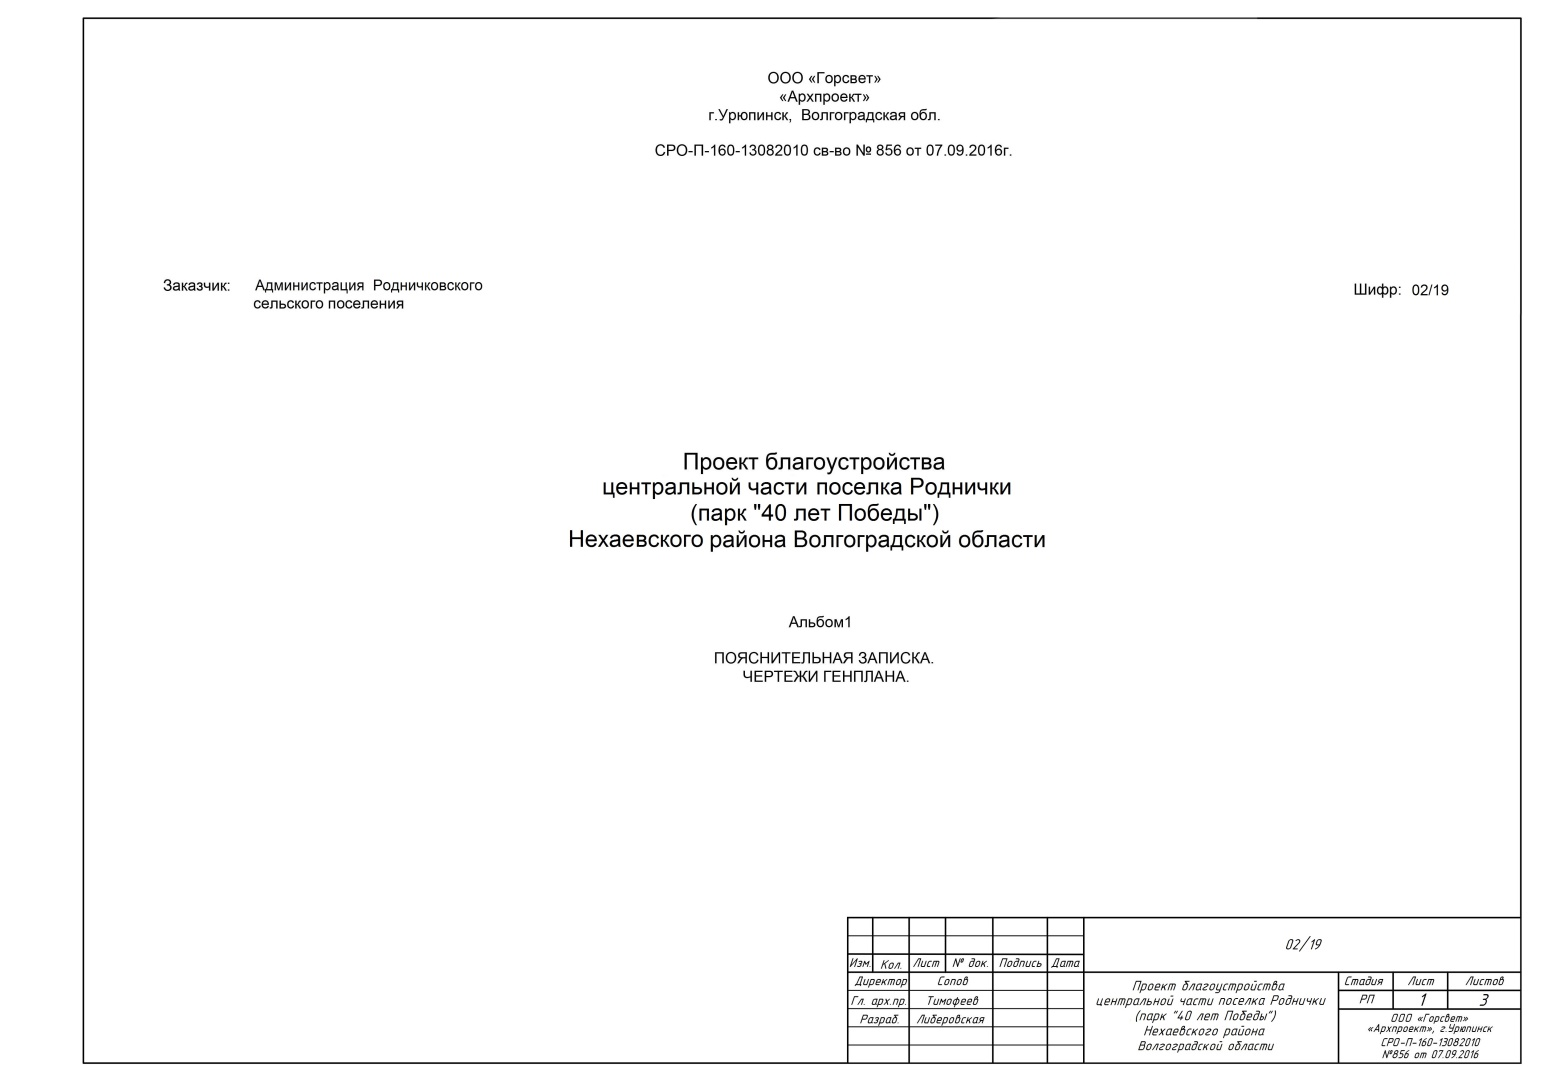 ООО «Горсвет»
«Архпроект»
г.Урюпинск, Волгоградская обл.
СРО-П-160-13082010 св-во № 856 от 07.09.2016г.
Заказчик: Администрация Родничковского
сельского поселения
Шифр: 02/19
Проект благоустройства
центральной части поселка Роднички
(парк "40 лет Победы")
Нехаевского района Волгоградской области
Альбом1
ПОЯСНИТЕЛЬНАЯ ЗАПИСКА.
ЧЕРТЕЖИ ГЕНПЛАНА.
02/19
Изм. Кол. Лист № док. Подпись Дата
Директор Сопов
Гл. арх.пр. Тимофеев
Разраб. Либеровская
Проект благоустройства
центральной части поселка Роднички
(парк "40 лет Победы")
Нехаевского района
Волгоградской области
Стадия Лист Листов
РП 1 3
ООО «Горсвет»
«Архпроект», г.Урюпинск
СРО-П-160-13082010
№856 от 07.09.2016